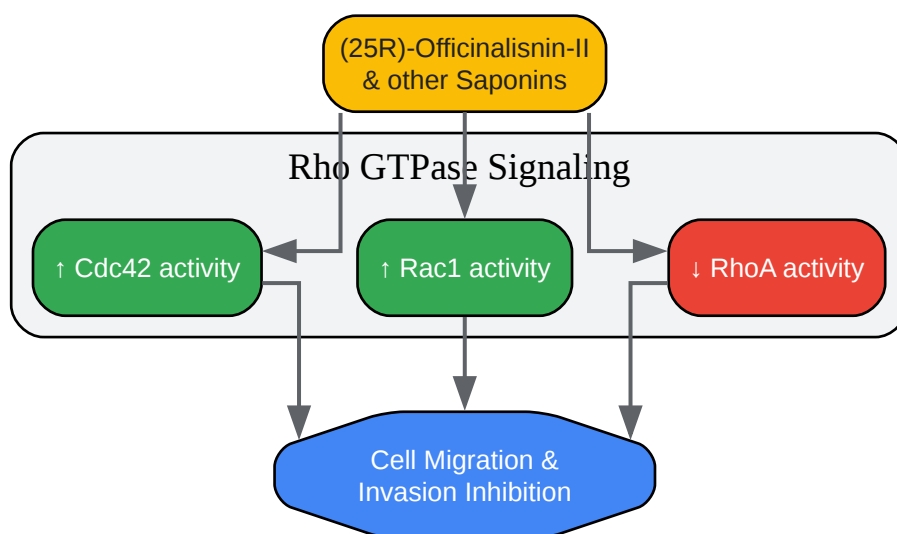 (25R)-Officinalisnin-II
& other Saponins
Rho GTPase Signaling
↑ Cdc42 activity
↑ Rac1 activity
↓ RhoA activity
Cell Migration &
Invasion Inhibition